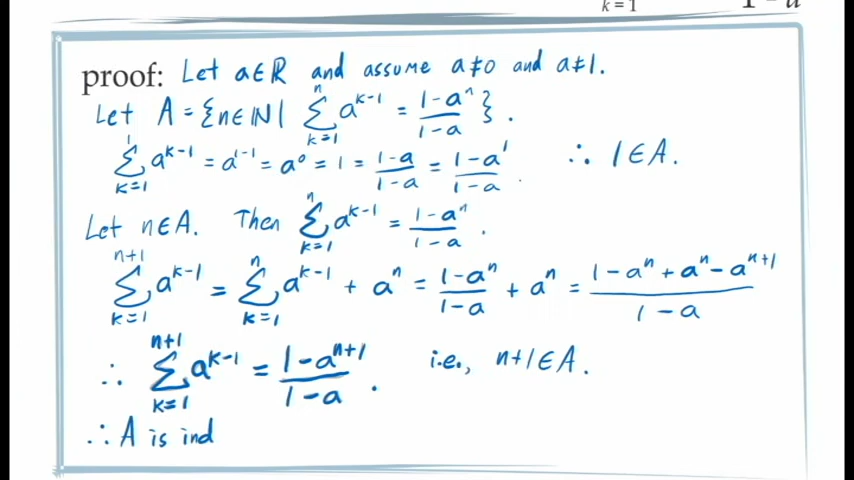 k = 1 1 - a
proof: Let a∈ℝ and assume a≠0 and a≠1.
Let A = {n∈ℕ | ∑_{k=1}^{n} a^{k-1} = (1-a^n)/(1-a)}.
∑_{k=1}^{1} a^{k-1} = a^{1-1} = a^0 = 1 = (1-a)/(1-a) = (1-a^1)/(1-a). ∴ 1∈A.
Let n∈A. Then ∑_{k=1}^{n} a^{k-1} = (1-a^n)/(1-a).
∑_{k=1}^{n+1} a^{k-1} = ∑_{k=1}^{n} a^{k-1} + a^n = (1-a^n)/(1-a) + a^n = (1-a^n+a^n-a^{n+1})/(1-a)
∴ ∑_{k=1}^{n+1} a^{k-1} = (1-a^{n+1})/(1-a). i.e., n+1∈A.
∴ A is ind